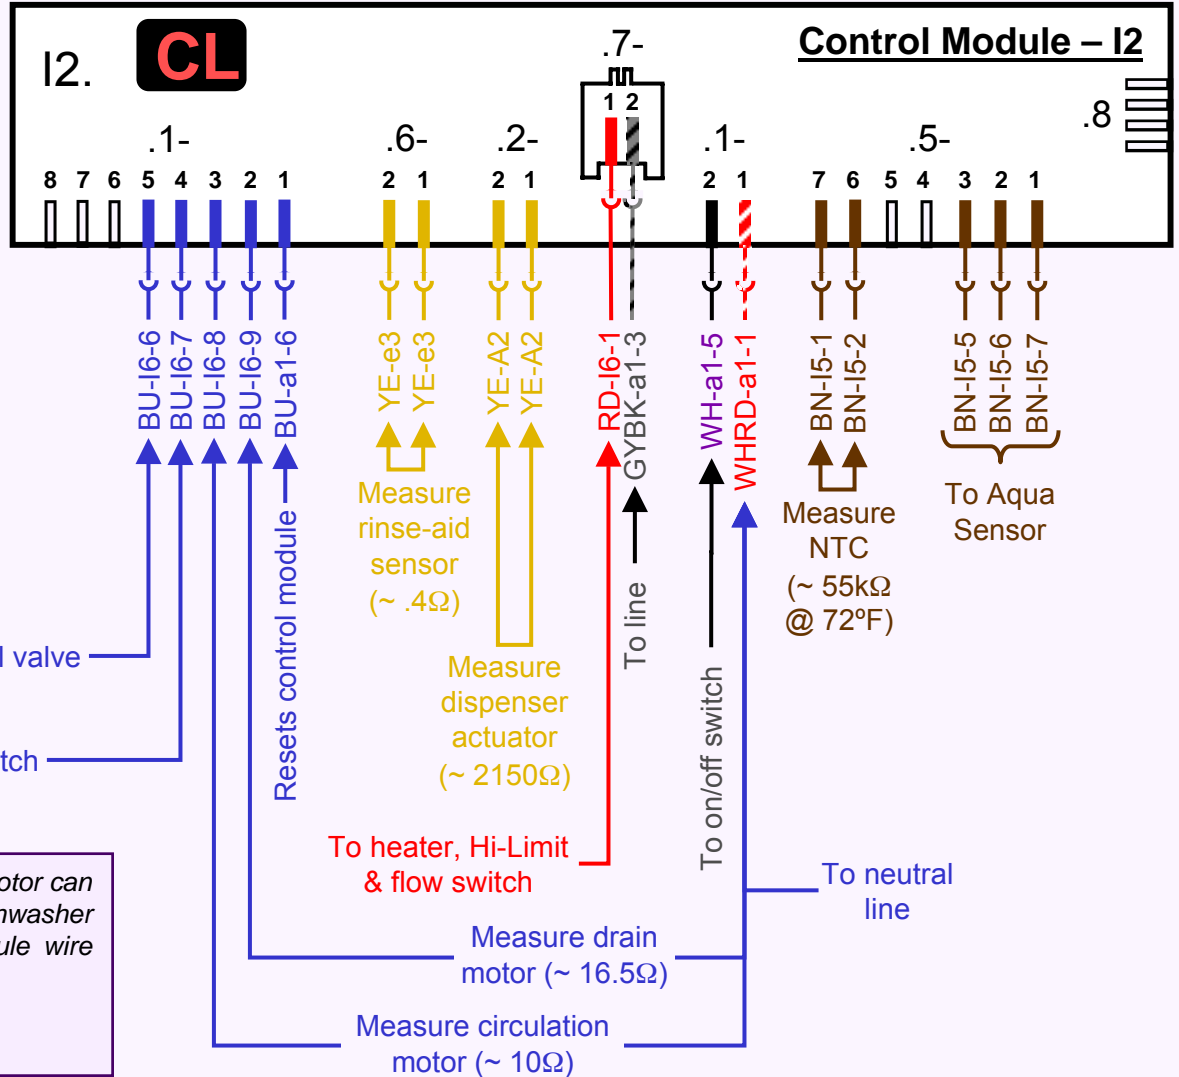 I2.
CL
.7-
Control Module – I2
1 2
.8
.1-
.6-
.2-
.1-
.5-
8 7 6 5 4 3 2 1
2 1
2 1
2 1
7 6 5 4 3 2 1
BU-I6-6
BU-I6-7
BU-I6-8
BU-I6-9
BU-a1-6
YE-e3
YE-e3
YE-A2
YE-A2
RD-I6-1
GYBK-a1-3
WH-a1-5
WHRD-a1-1
BN-I5-1
BN-I5-2
BN-I5-5
BN-I5-6
BN-I5-7
Measure
rinse-aid
sensor
(~ .4Ω)
Measure
NTC
(~ 55kΩ
@ 72ºF)
To Aqua
Sensor
Resets control module
To line
To on/off switch
valve
Measure
dispenser
actuator
(~ 2150Ω)
To heater, Hi-Limit
& flow switch
To neutral
line
can
wire
Measure drain
motor (~ 16.5Ω)
Measure circulation
motor (~ 10Ω)